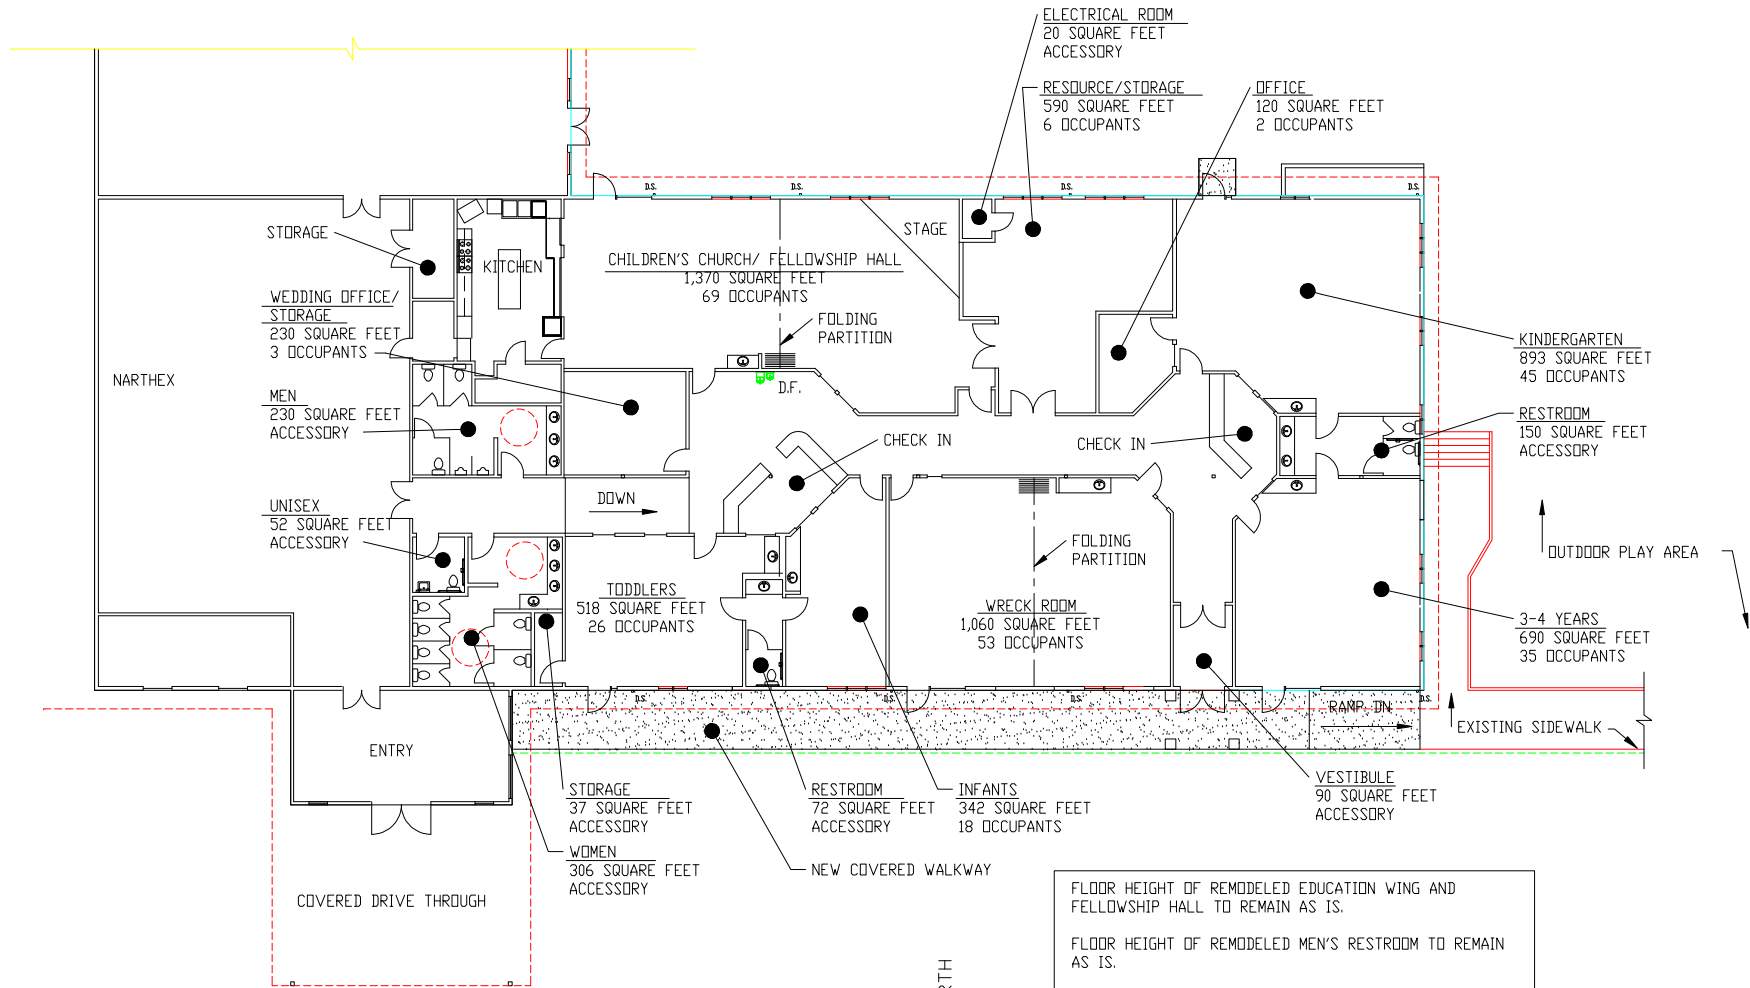 ELECTRICAL ROOM
20 SQUARE FEET
ACCESSORY
RESOURCE/STORAGE
590 SQUARE FEET
6 OCCUPANTS
OFFICE
120 SQUARE FEET
2 OCCUPANTS
D.S.
D.S.
D.S.
D.S.
STORAGE
KITCHEN
STAGE
CHILDREN'S CHURCH/ FELLOWSHIP HALL
1,370 SQUARE FEET
69 OCCUPANTS
FOLDING
PARTITION
WEDDING OFFICE/
STORAGE
230 SQUARE FEET
3 OCCUPANTS
NARTHEX
MEN
230 SQUARE FEET
ACCESSORY
D.F.
CHECK IN
CHECK IN
KINDERGARTEN
893 SQUARE FEET
45 OCCUPANTS
RESTROOM
150 SQUARE FEET
ACCESSORY
UNISEX
52 SQUARE FEET
ACCESSORY
DOWN
FOLDING
PARTITION
OUTDOOR PLAY AREA
TODDLERS
518 SQUARE FEET
26 OCCUPANTS
WRECK ROOM
1,060 SQUARE FEET
53 OCCUPANTS
3-4 YEARS
690 SQUARE FEET
35 OCCUPANTS
D.S.
D.S.
D.S.
D.S.
D.S.
RAMP DN
EXISTING SIDEWALK
ENTRY
STORAGE
37 SQUARE FEET
ACCESSORY
RESTROOM
72 SQUARE FEET
ACCESSORY
INFANTS
342 SQUARE FEET
18 OCCUPANTS
VESTIBULE
90 SQUARE FEET
ACCESSORY
WOMEN
306 SQUARE FEET
ACCESSORY
NEW COVERED WALKWAY
COVERED DRIVE THROUGH
FLOOR HEIGHT OF REMODELED EDUCATION WING AND
FELLOWSHIP HALL TO REMAIN AS IS.
FLOOR HEIGHT OF REMODELED MEN'S RESTROOM TO REMAIN
AS IS.